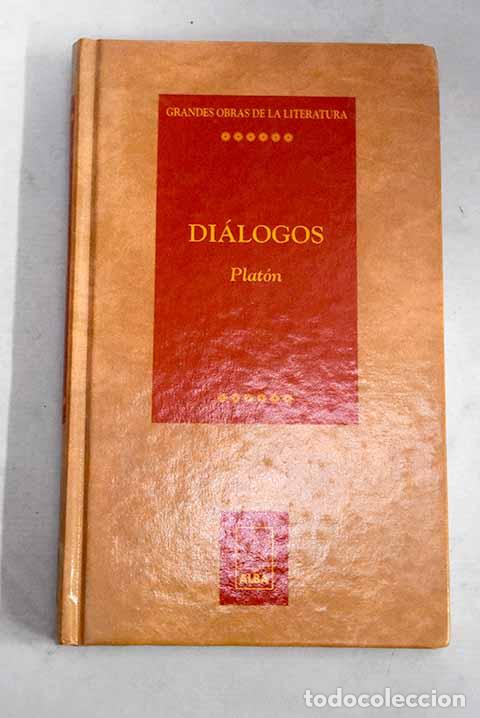 GRANDES OBRAS DE LA LITERATURA
DIÁLOGOS
Platón
ALBA
todocoleccion